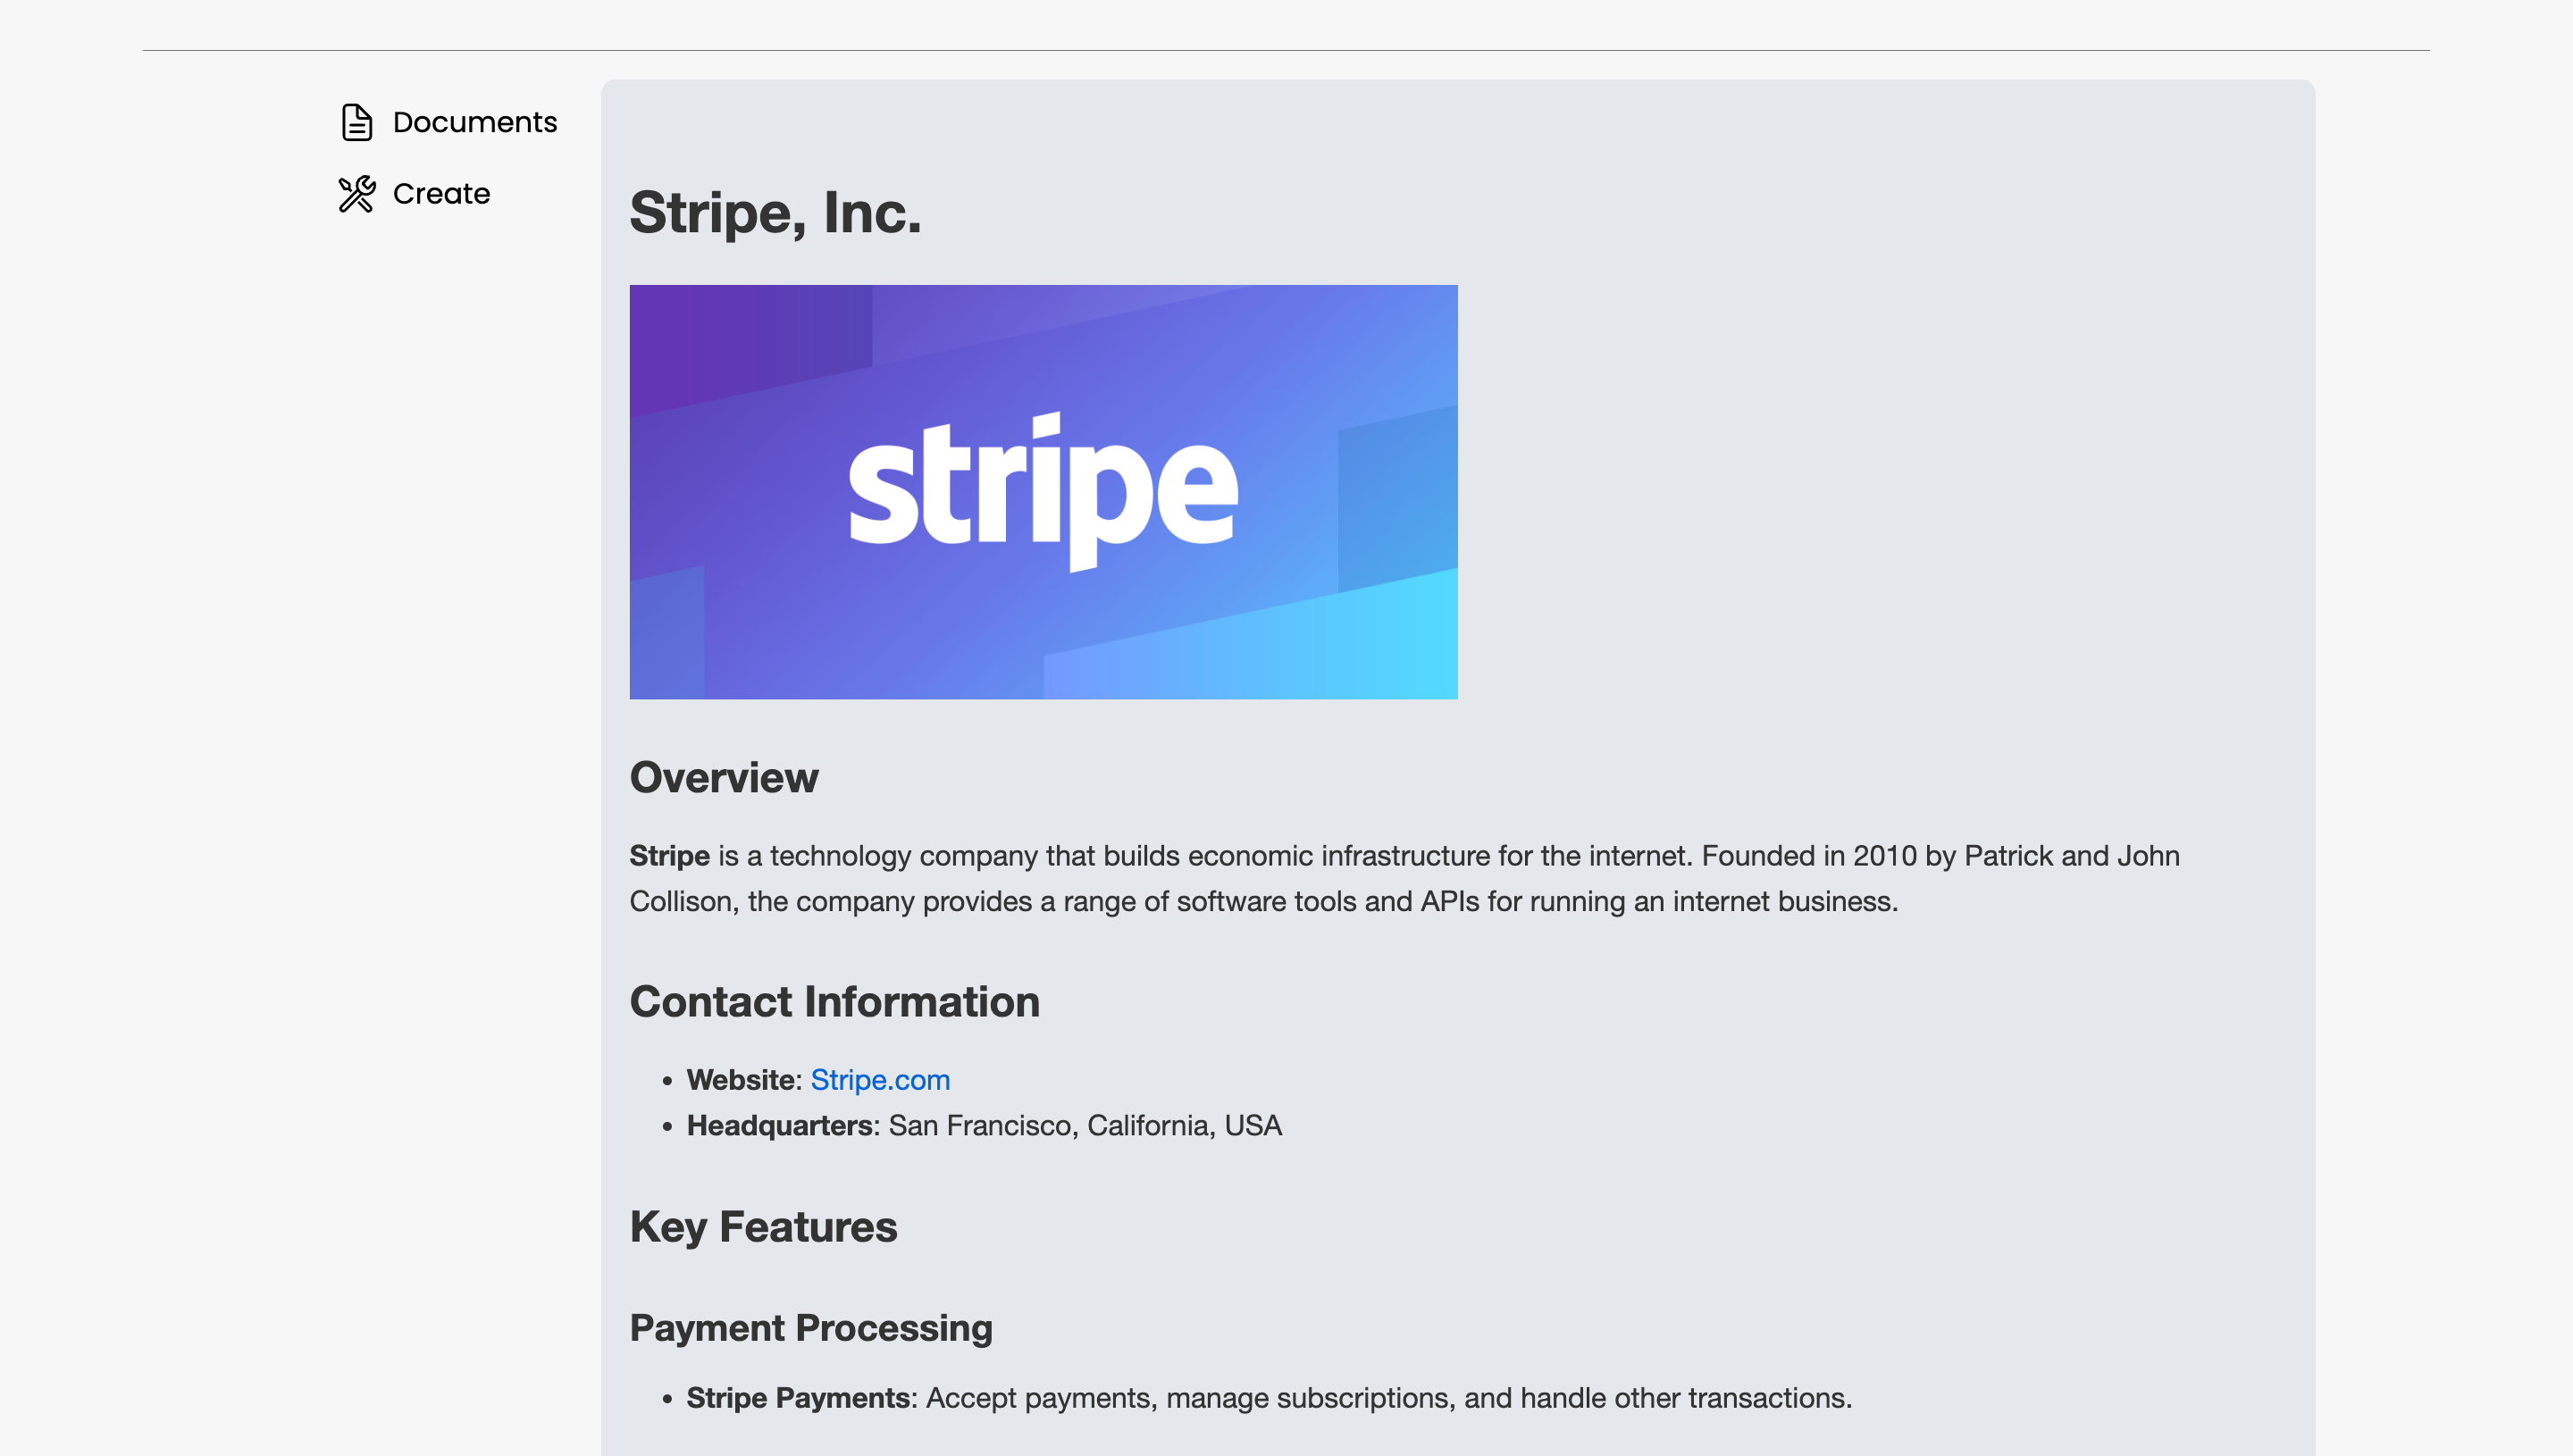 Documents
Create
Stripe, Inc.
stripe
Overview
Stripe is a technology company that builds economic infrastructure for the internet. Founded in 2010 by Patrick and John
Collison, the company provides a range of software tools and APIs for running an internet business.
Contact Information
Website: Stripe.com
Headquarters: San Francisco, California, USA
Key Features
Payment Processing
Stripe Payments: Accept payments, manage subscriptions, and handle other transactions.